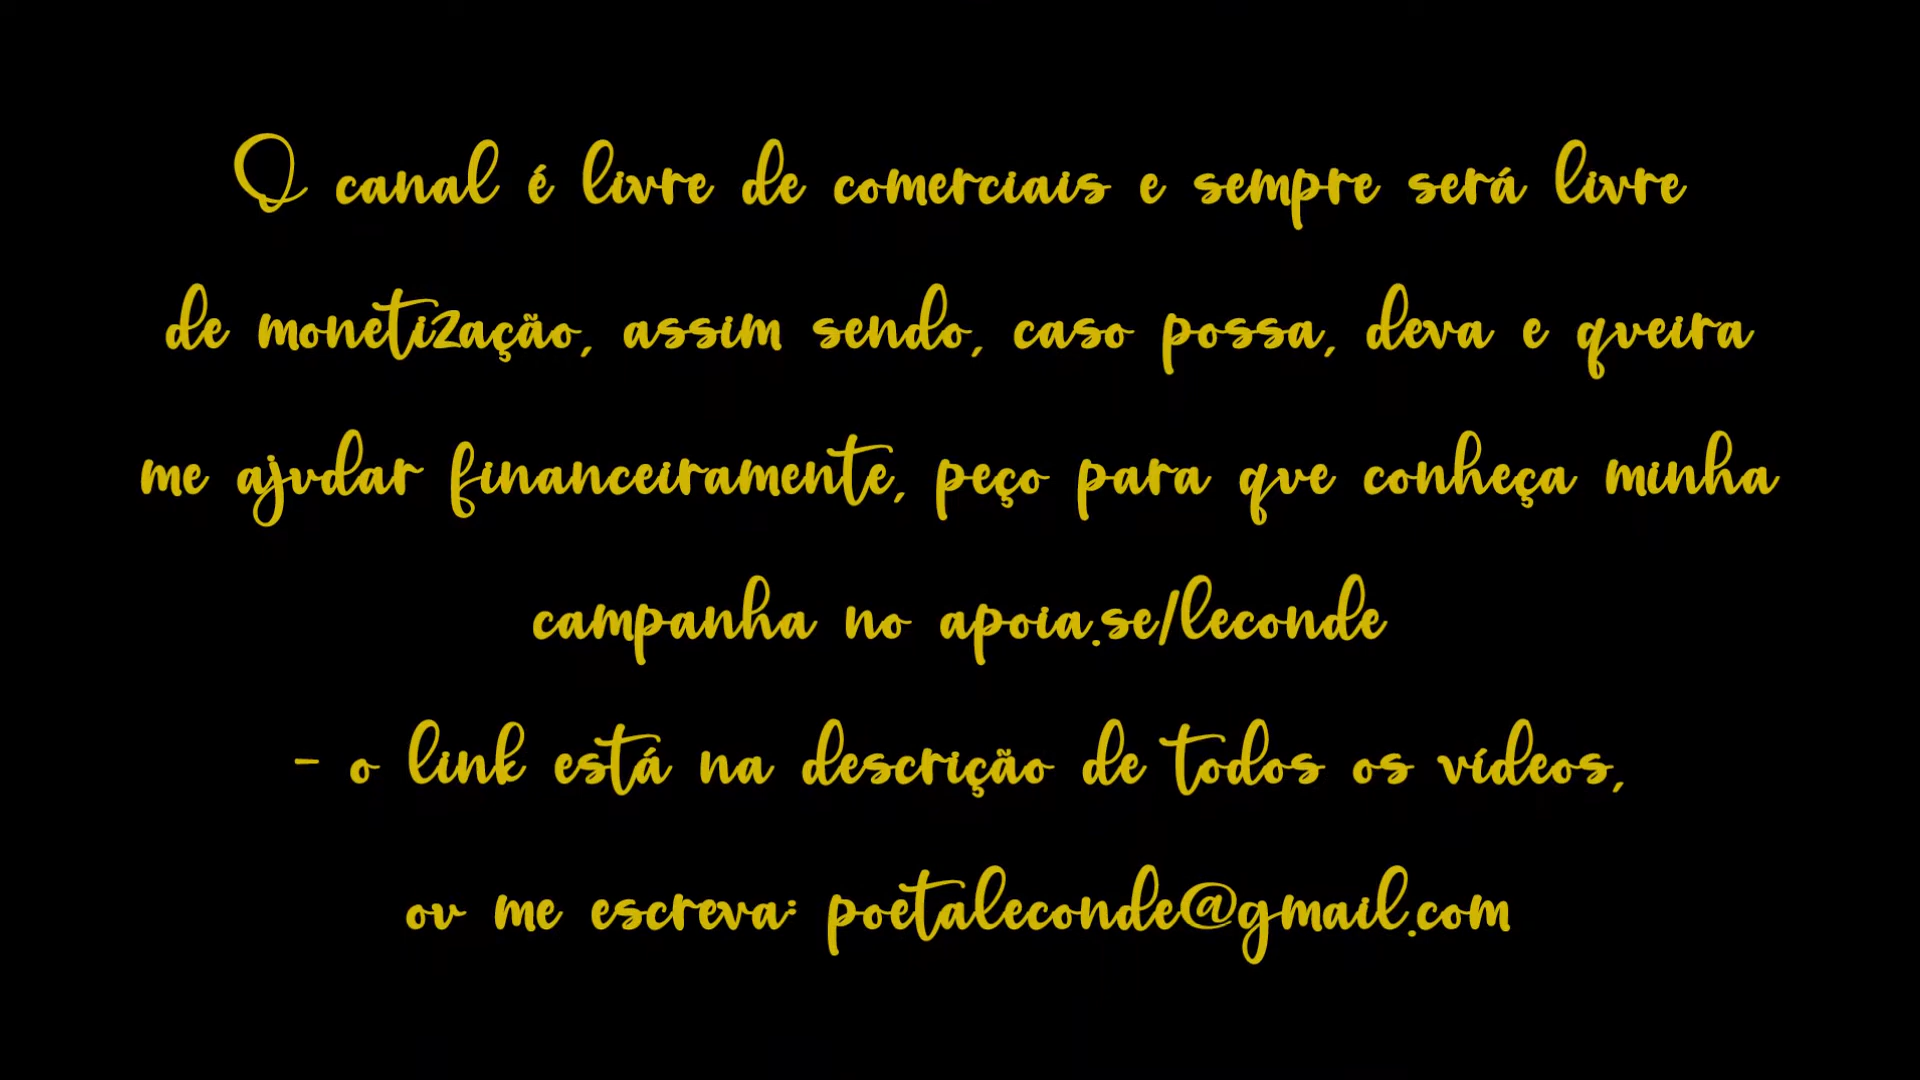 O canal é livre de comerciais e sempre será livre
de monetização, assim sendo, caso possa, deva e queira
me ajudar financeiramente, peço para que conheça minha
campanha no apoia.se/leconde
- o link está na descrição de todos os vídeos,
ou me escreva: poetaleconde@gmail.com